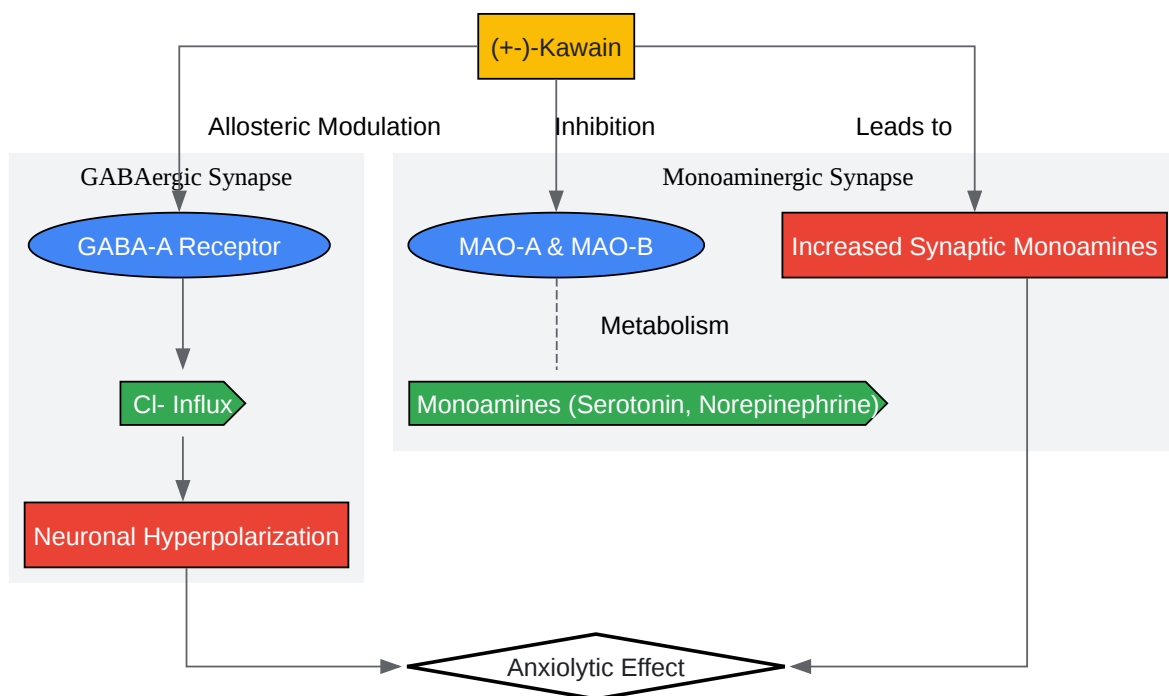 (+-)-Kawain
Allosteric Modulation
Inhibition
Leads to
GABAergic Synapse
Monoaminergic Synapse
GABA-A Receptor
MAO-A & MAO-B
Increased Synaptic Monoamines
Metabolism
Cl- Influx
Monoamines (Serotonin, Norepinephrine)
Neuronal Hyperpolarization
Anxiolytic Effect